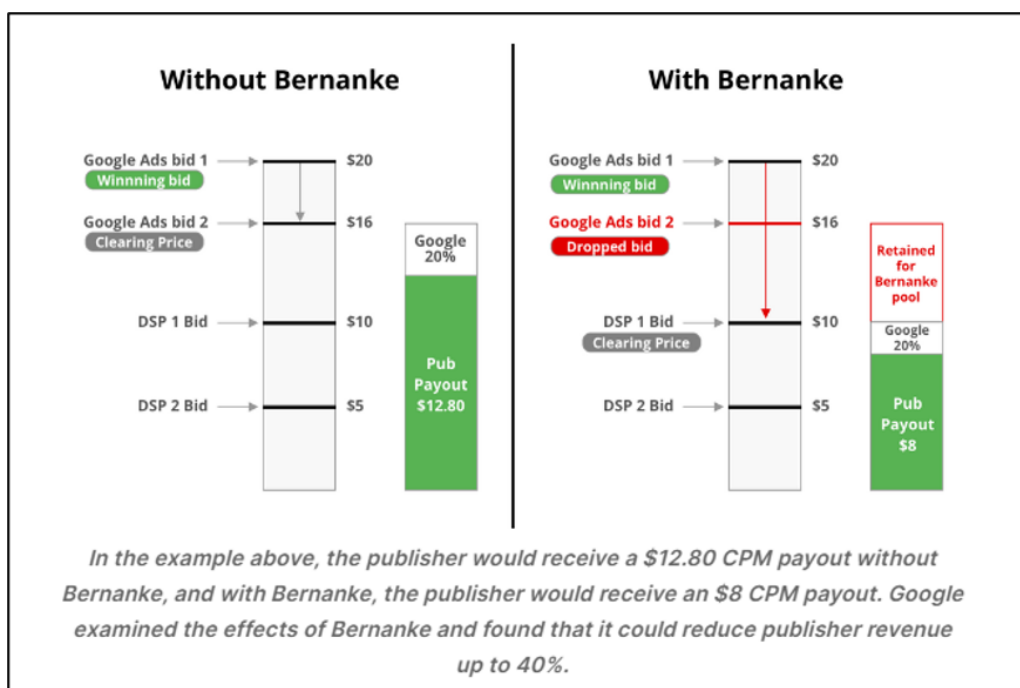 Without Bernanke
Google Ads bid 1
$20
Winnning bid
Google Ads bid 2
$16
Clearing Price
Google
20%
DSP 1 Bid
$10
Pub
Payout
$12.80
DSP 2 Bid
$5
With Bernanke
Google Ads bid 1
$20
Winnning bid
Google Ads bid 2
$16
Dropped bid
Retained
for
Bernanke
pool
DSP 1 Bid
$10
Clearing Price
Google
20%
DSP 2 Bid
$5
Pub
Payout
$8
In the example above, the publisher would receive a $12.80 CPM payout without
Bernanke, and with Bernanke, the publisher would receive an $8 CPM payout. Google
examined the effects of Bernanke and found that it could reduce publisher revenue
up to 40%.